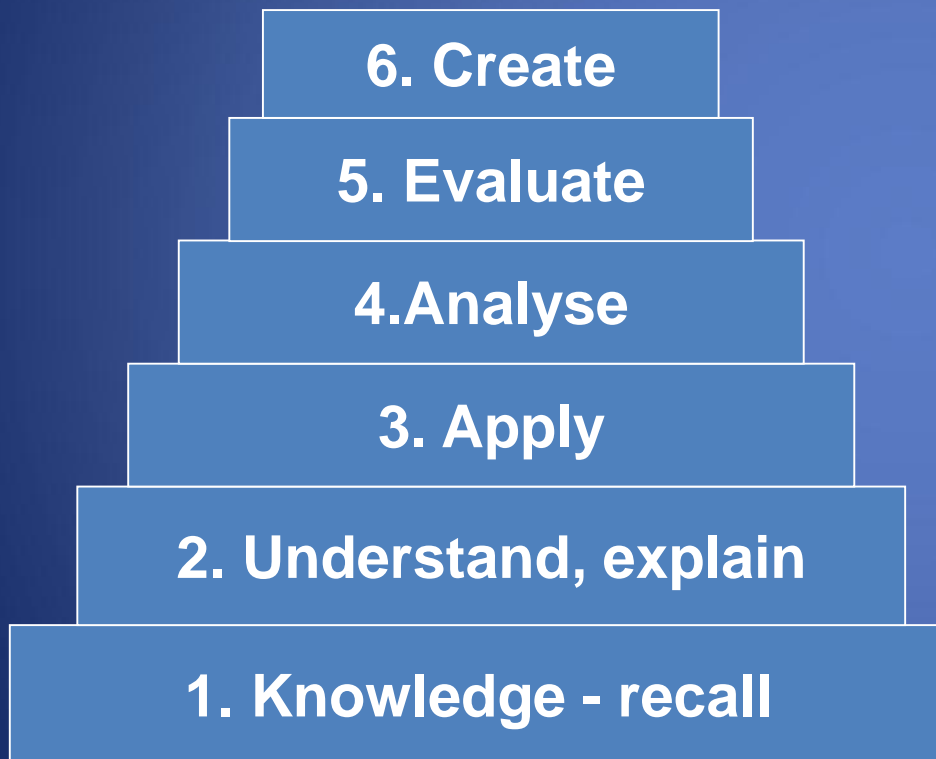 6. Create
5. Evaluate
4.Analyse
3. Apply
2. Understand, explain
1. Knowledge - recall